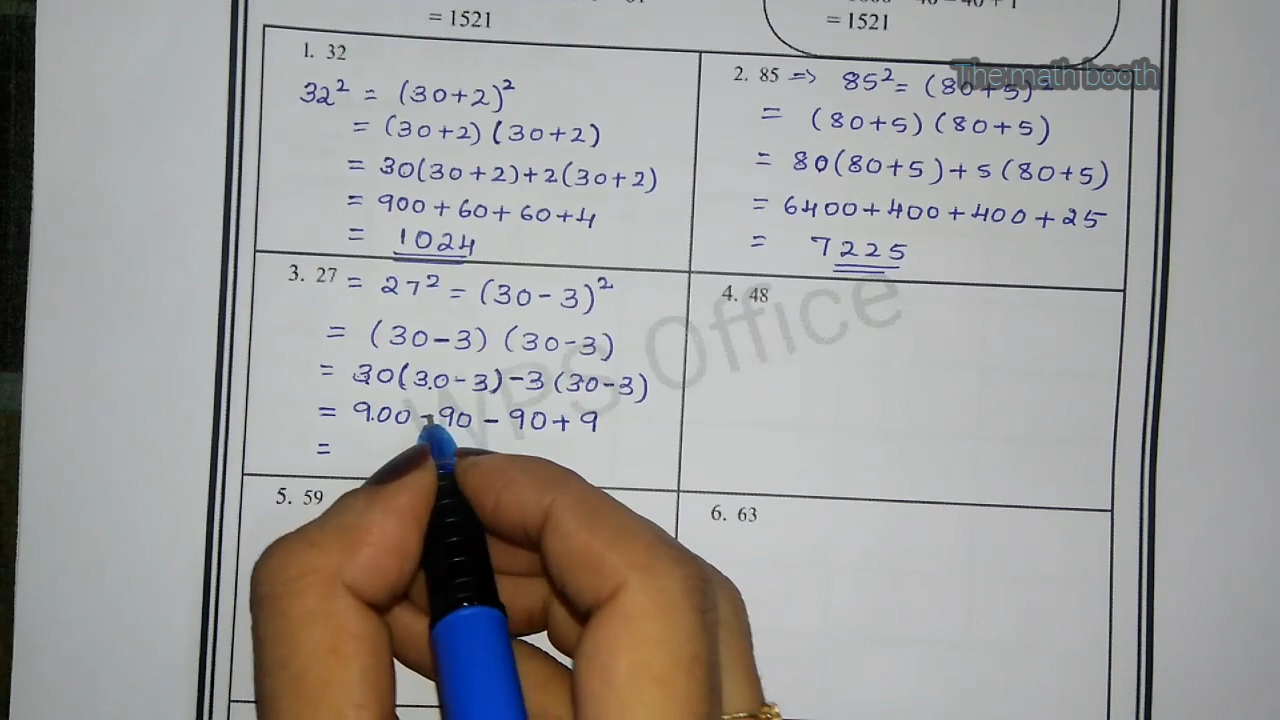 = 1521
= 1521
The math booth
1. 32
32² = (30+2)²
= (30+2) (30+2)
= 30(30+2)+2(30+2)
= 900+60+60+4
= 1024
2. 85 => 85² = (80+5)²
= (80+5) (80+5)
= 80(80+5)+5(80+5)
= 6400+400+400+25
= 7225
3. 27 = 27² = (30-3)²
= (30-3) (30-3)
= 30(30-3)-3(30-3)
= 900-90-90+9
=
4. 48
5. 59
6. 63
WPS Office